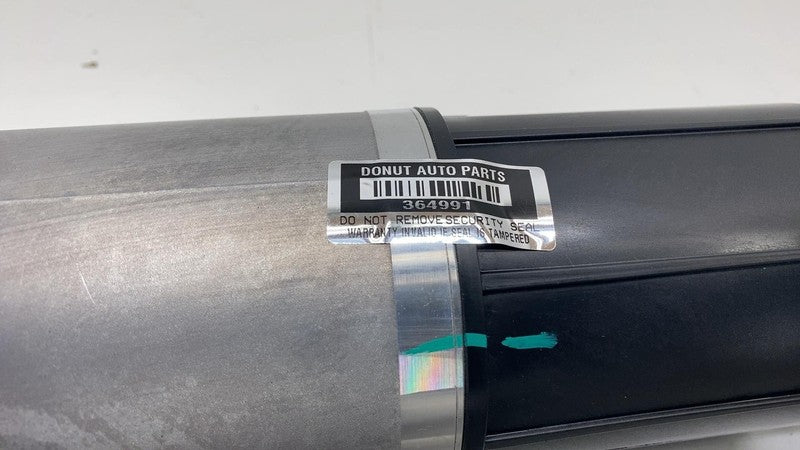 DONUT AUTO PARTS
364991
DO NOT REMOVE SECURITY SEAL
WARRANTY INVALID IF SEAL IS TAMPERED